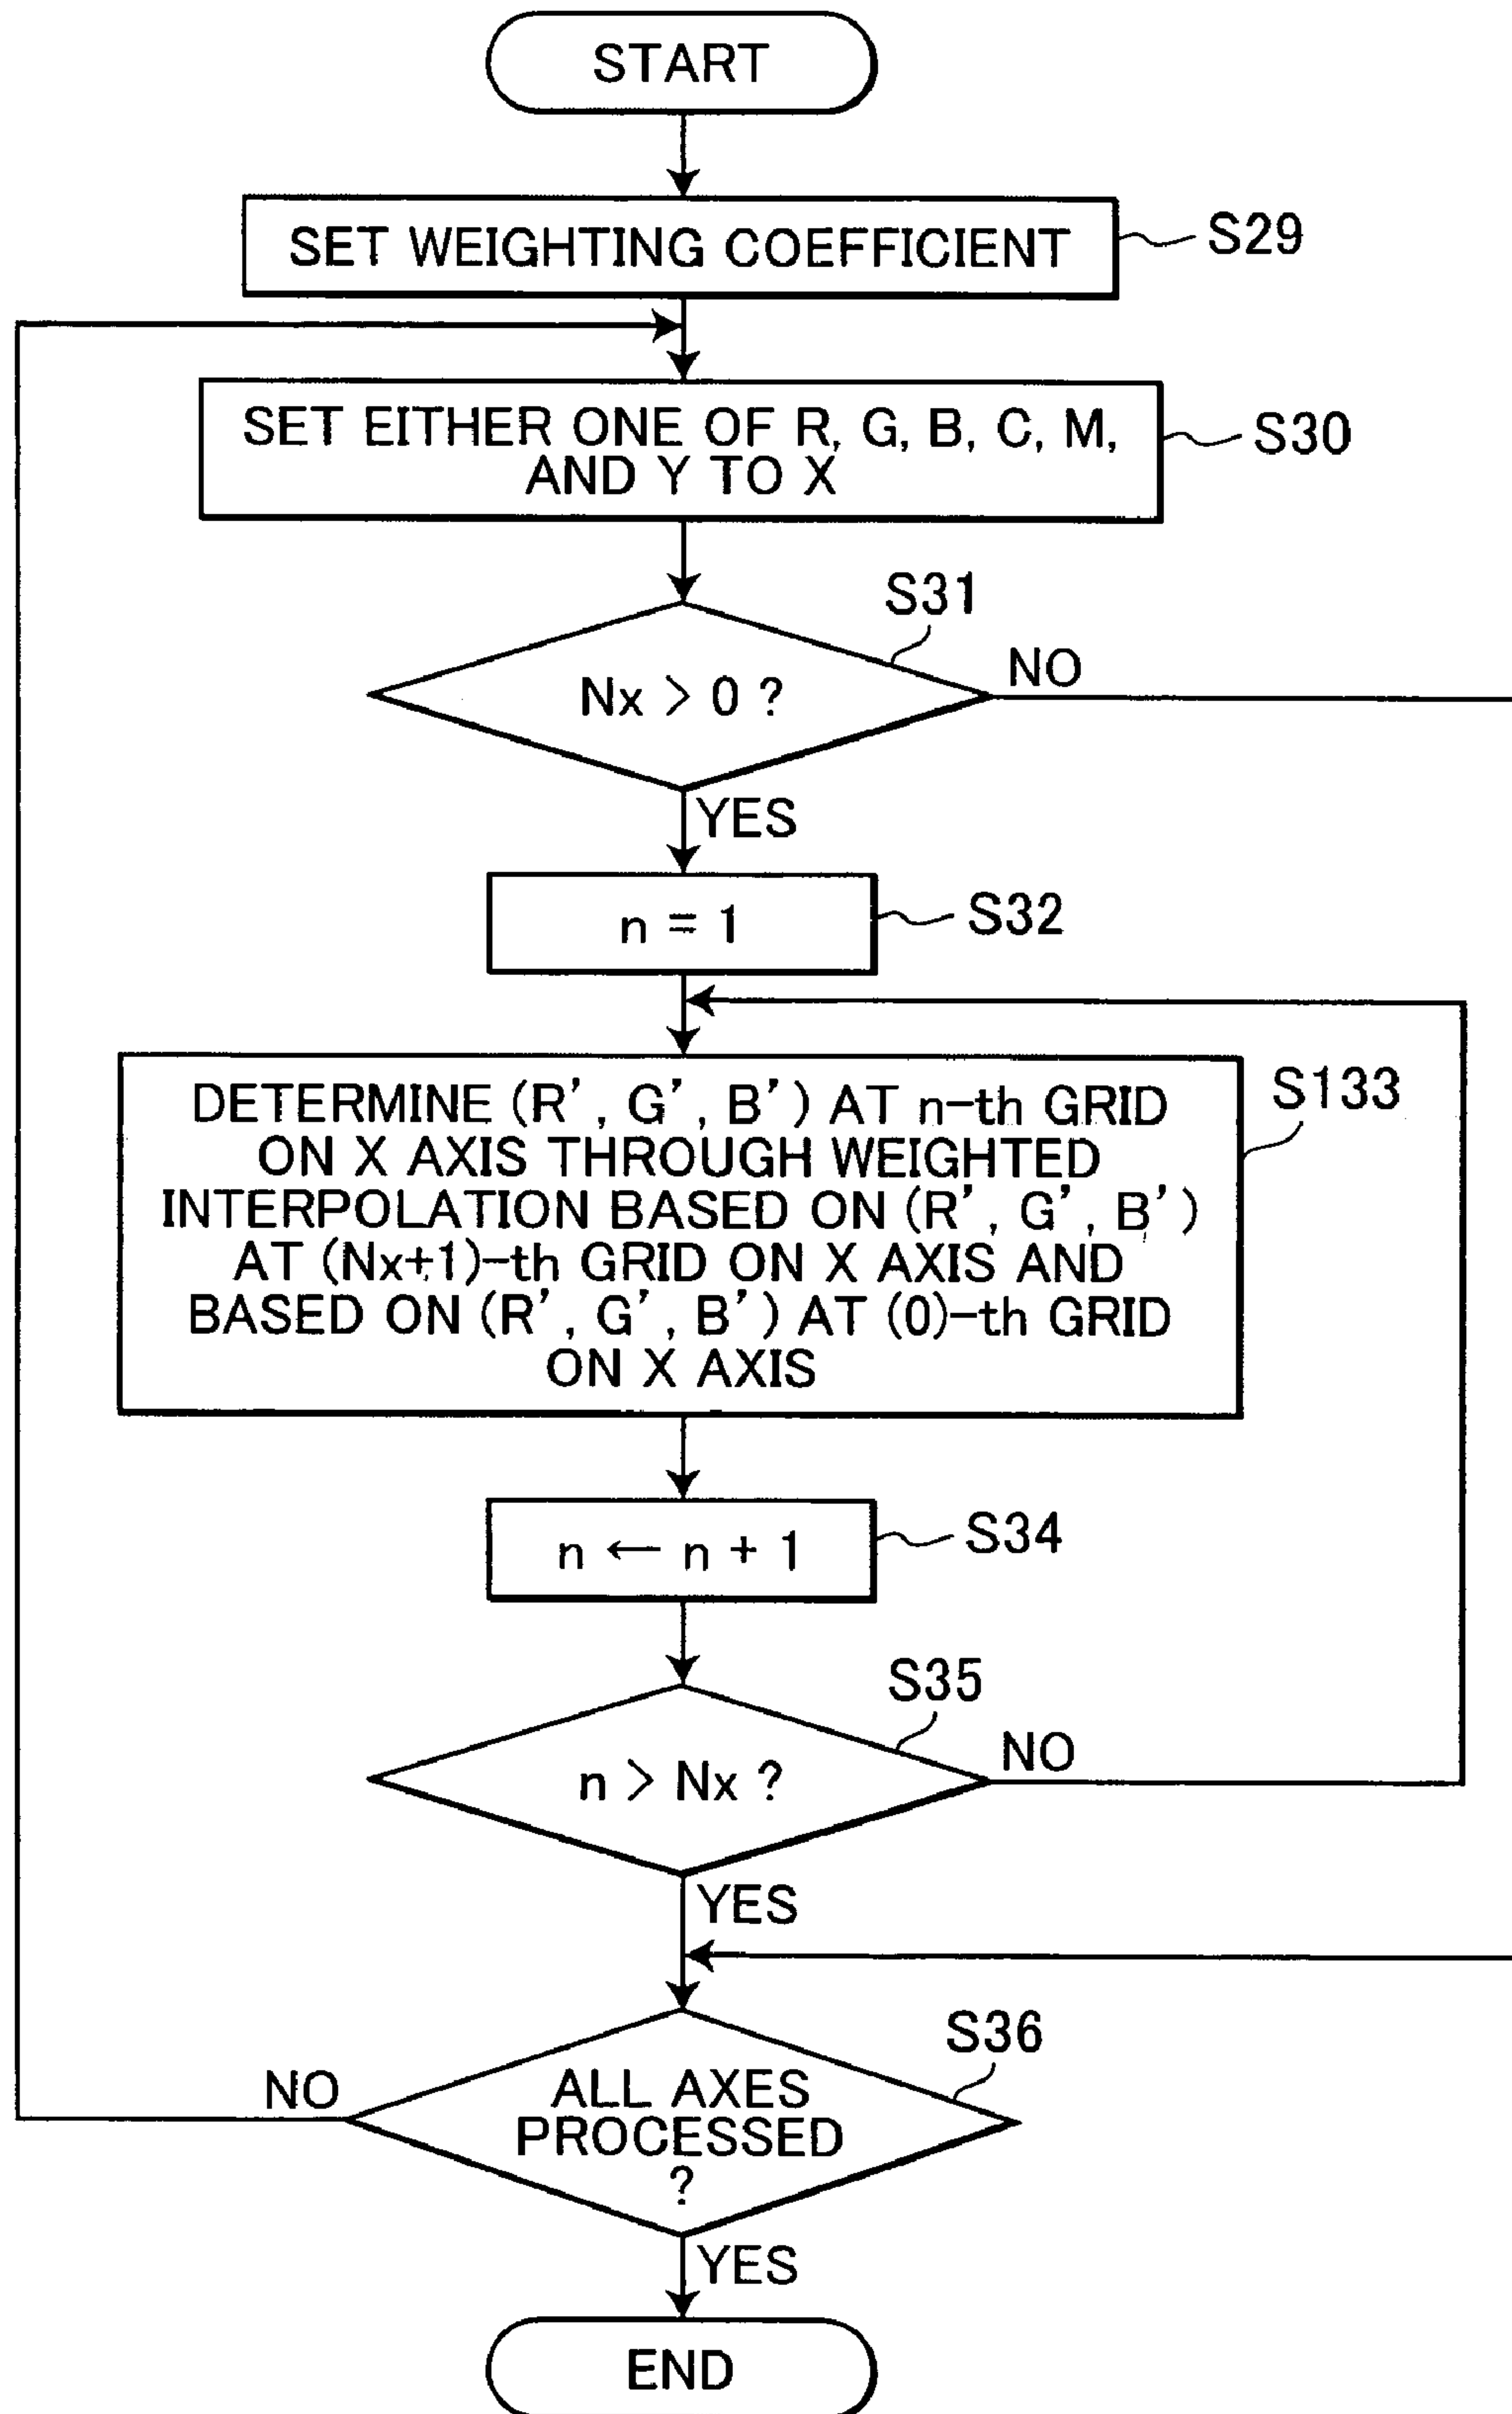 START
SET WEIGHTING COEFFICIENT
S29
SET EITHER ONE OF R, G, B, C, M,
AND Y TO X
S30
S31
Nx > 0 ?
NO
YES
n = 1
S32
DETERMINE (R', G', B') AT n-th GRID
ON X AXIS THROUGH WEIGHTED
INTERPOLATION BASED ON (R', G', B')
AT (Nx+1)-th GRID ON X AXIS AND
BASED ON (R', G', B') AT (0)-th GRID
ON X AXIS
S133
n ← n + 1
S34
S35
n > Nx ?
NO
YES
S36
ALL AXES
PROCESSED
?
NO
YES
END